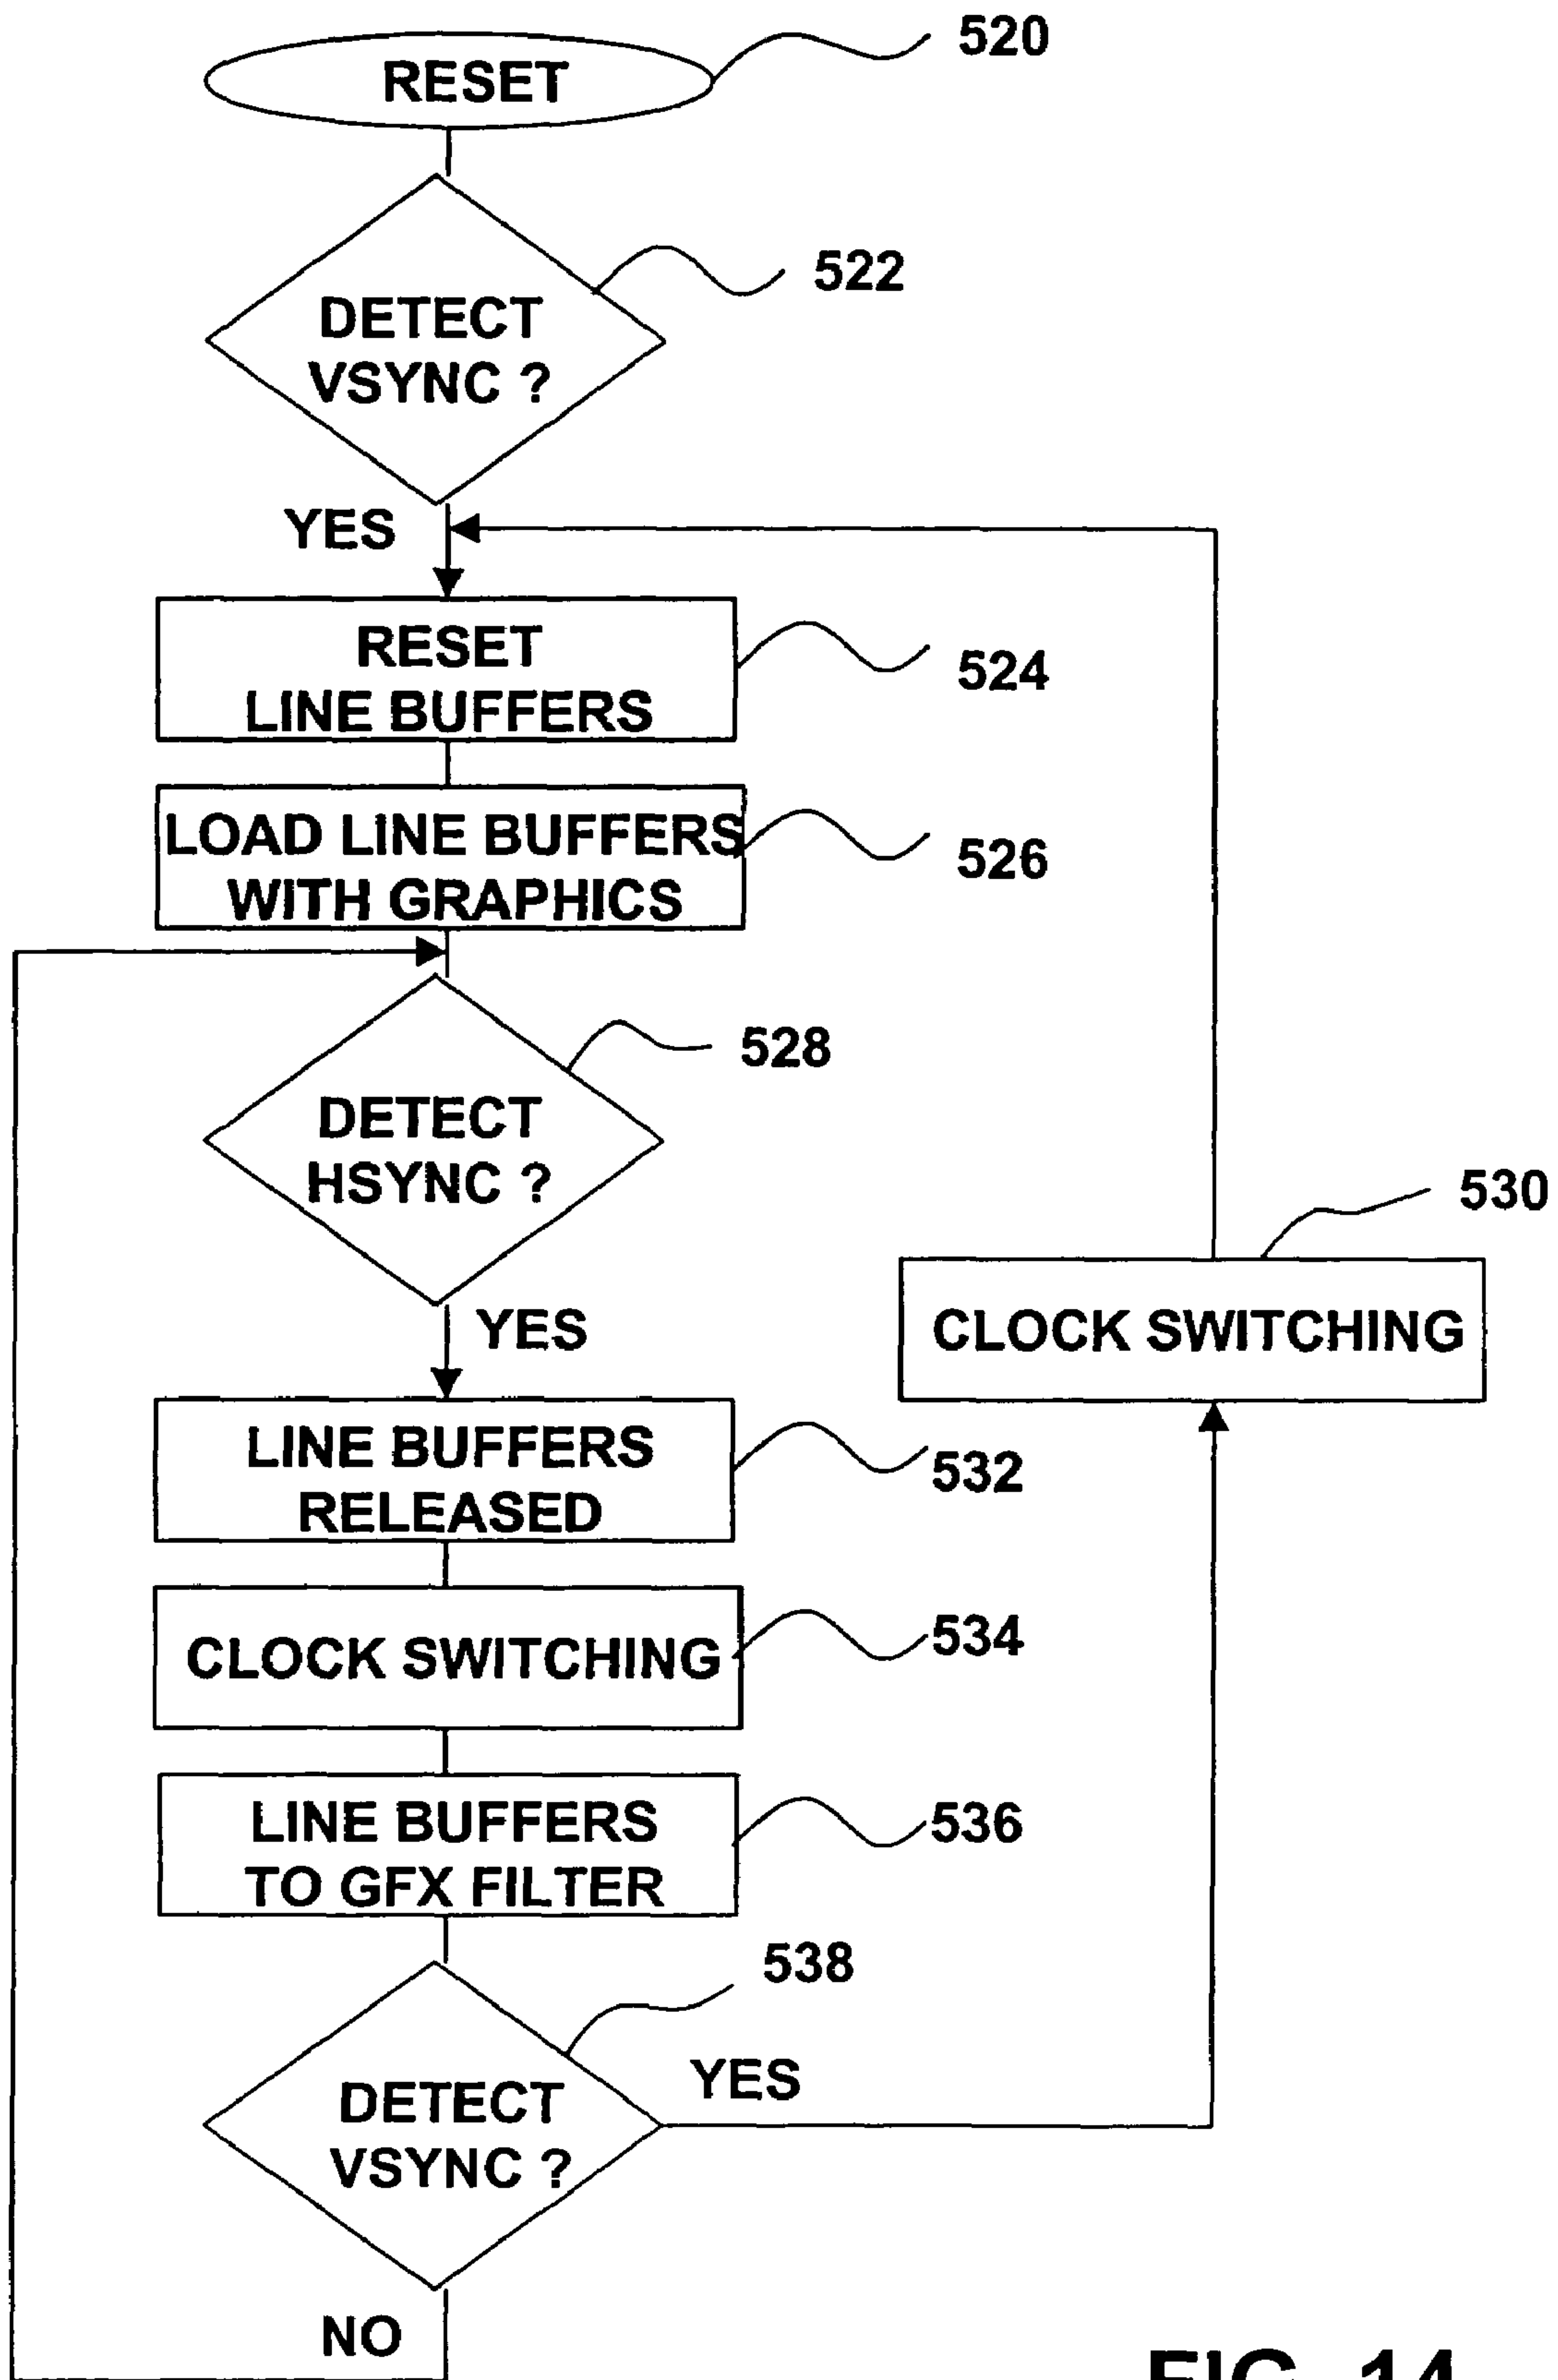 RESET
520
DETECT
VSYNC ?
522
YES
RESET
LINE BUFFERS
524
LOAD LINE BUFFERS
WITH GRAPHICS
526
DETECT
HSYNC ?
528
YES
CLOCK SWITCHING
530
LINE BUFFERS
RELEASED
532
CLOCK SWITCHING
534
LINE BUFFERS
TO GFX FILTER
536
DETECT
VSYNC ?
538
YES
NO
FIG. 14